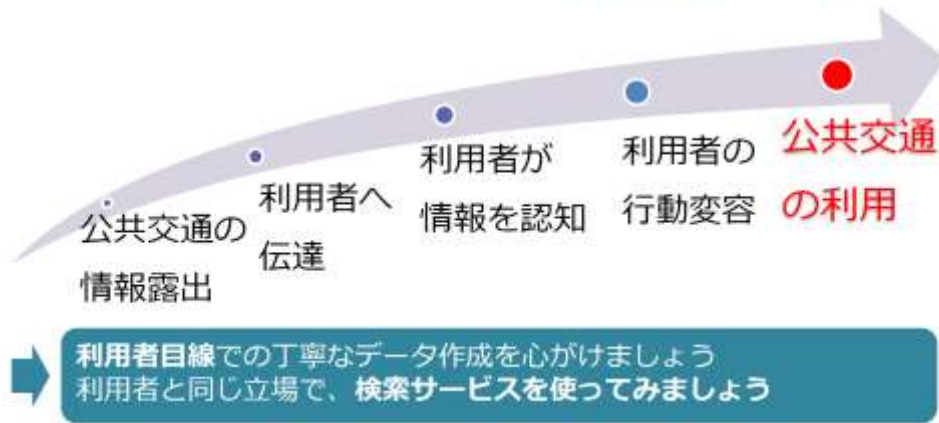 公共交通の
情報露出
利用者へ
伝達
利用者が
情報を認知
利用者の
行動変容
公共交通
の利用
利用者目線での丁寧なデータ作成を心がけましょう
利用者と同じ立場で、検索サービスを使ってみましょう